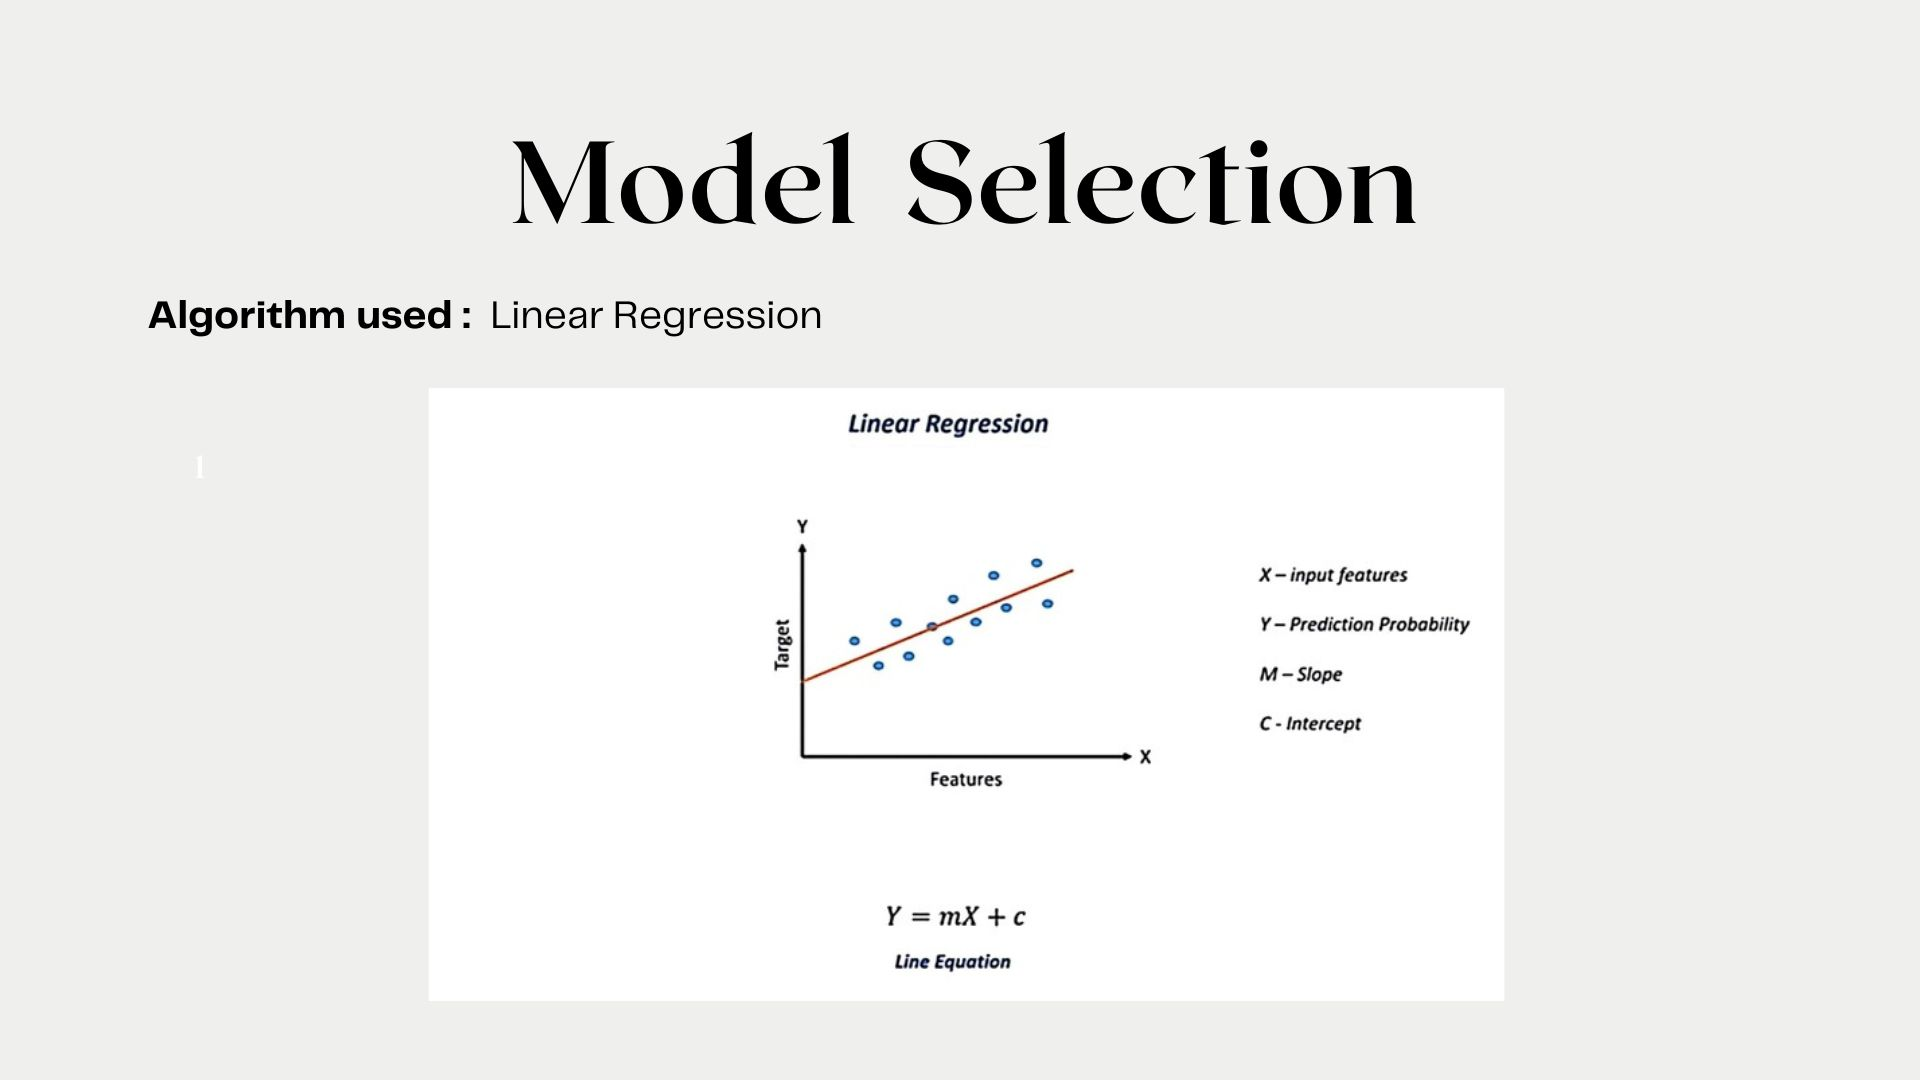 Model Selection
Algorithm used : Linear Regression
1
Linear Regression
Y
Target
X
Features
X – input features
Y – Prediction Probability
M – Slope
C - Intercept
Y = mX + c
Line Equation